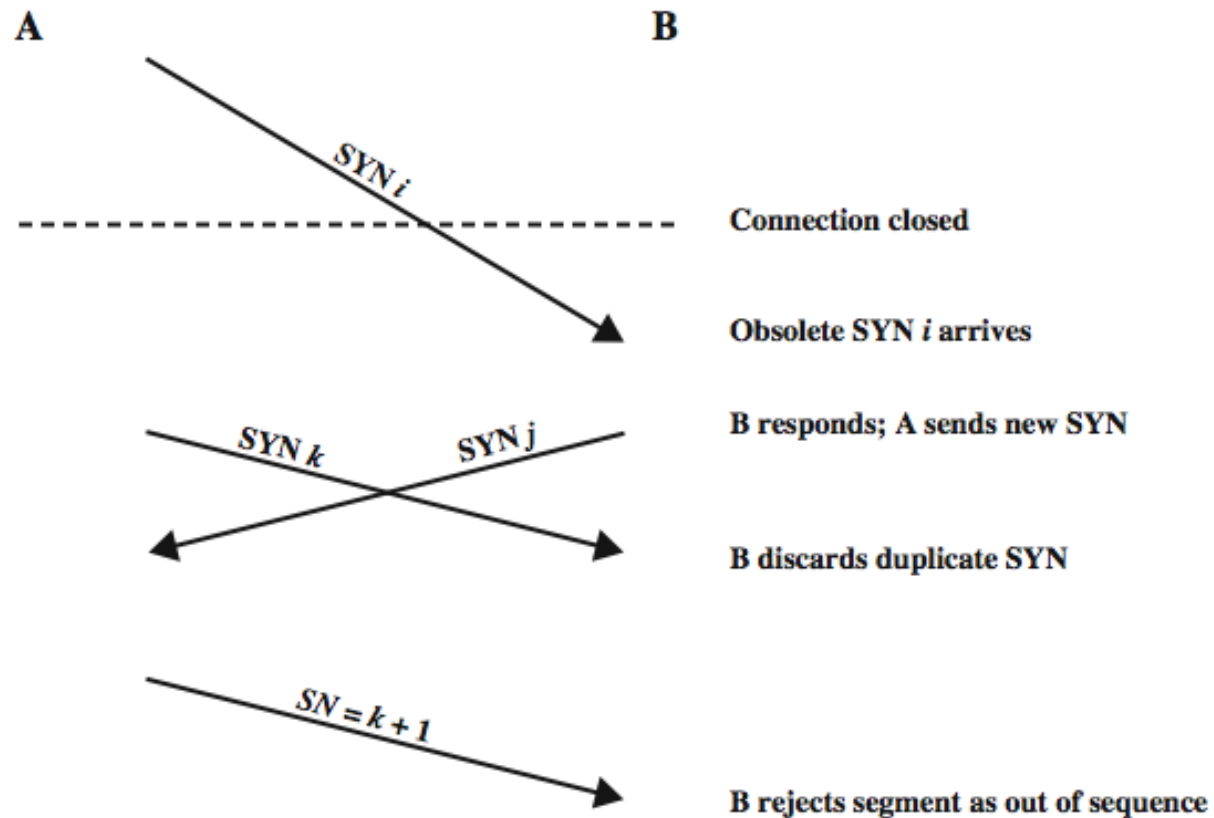 A
B
SYN i
Connection closed
Obsolete SYN i arrives
B responds; A sends new SYN
SYN k
SYN j
B discards duplicate SYN
SN = k + 1
B rejects segment as out of sequence